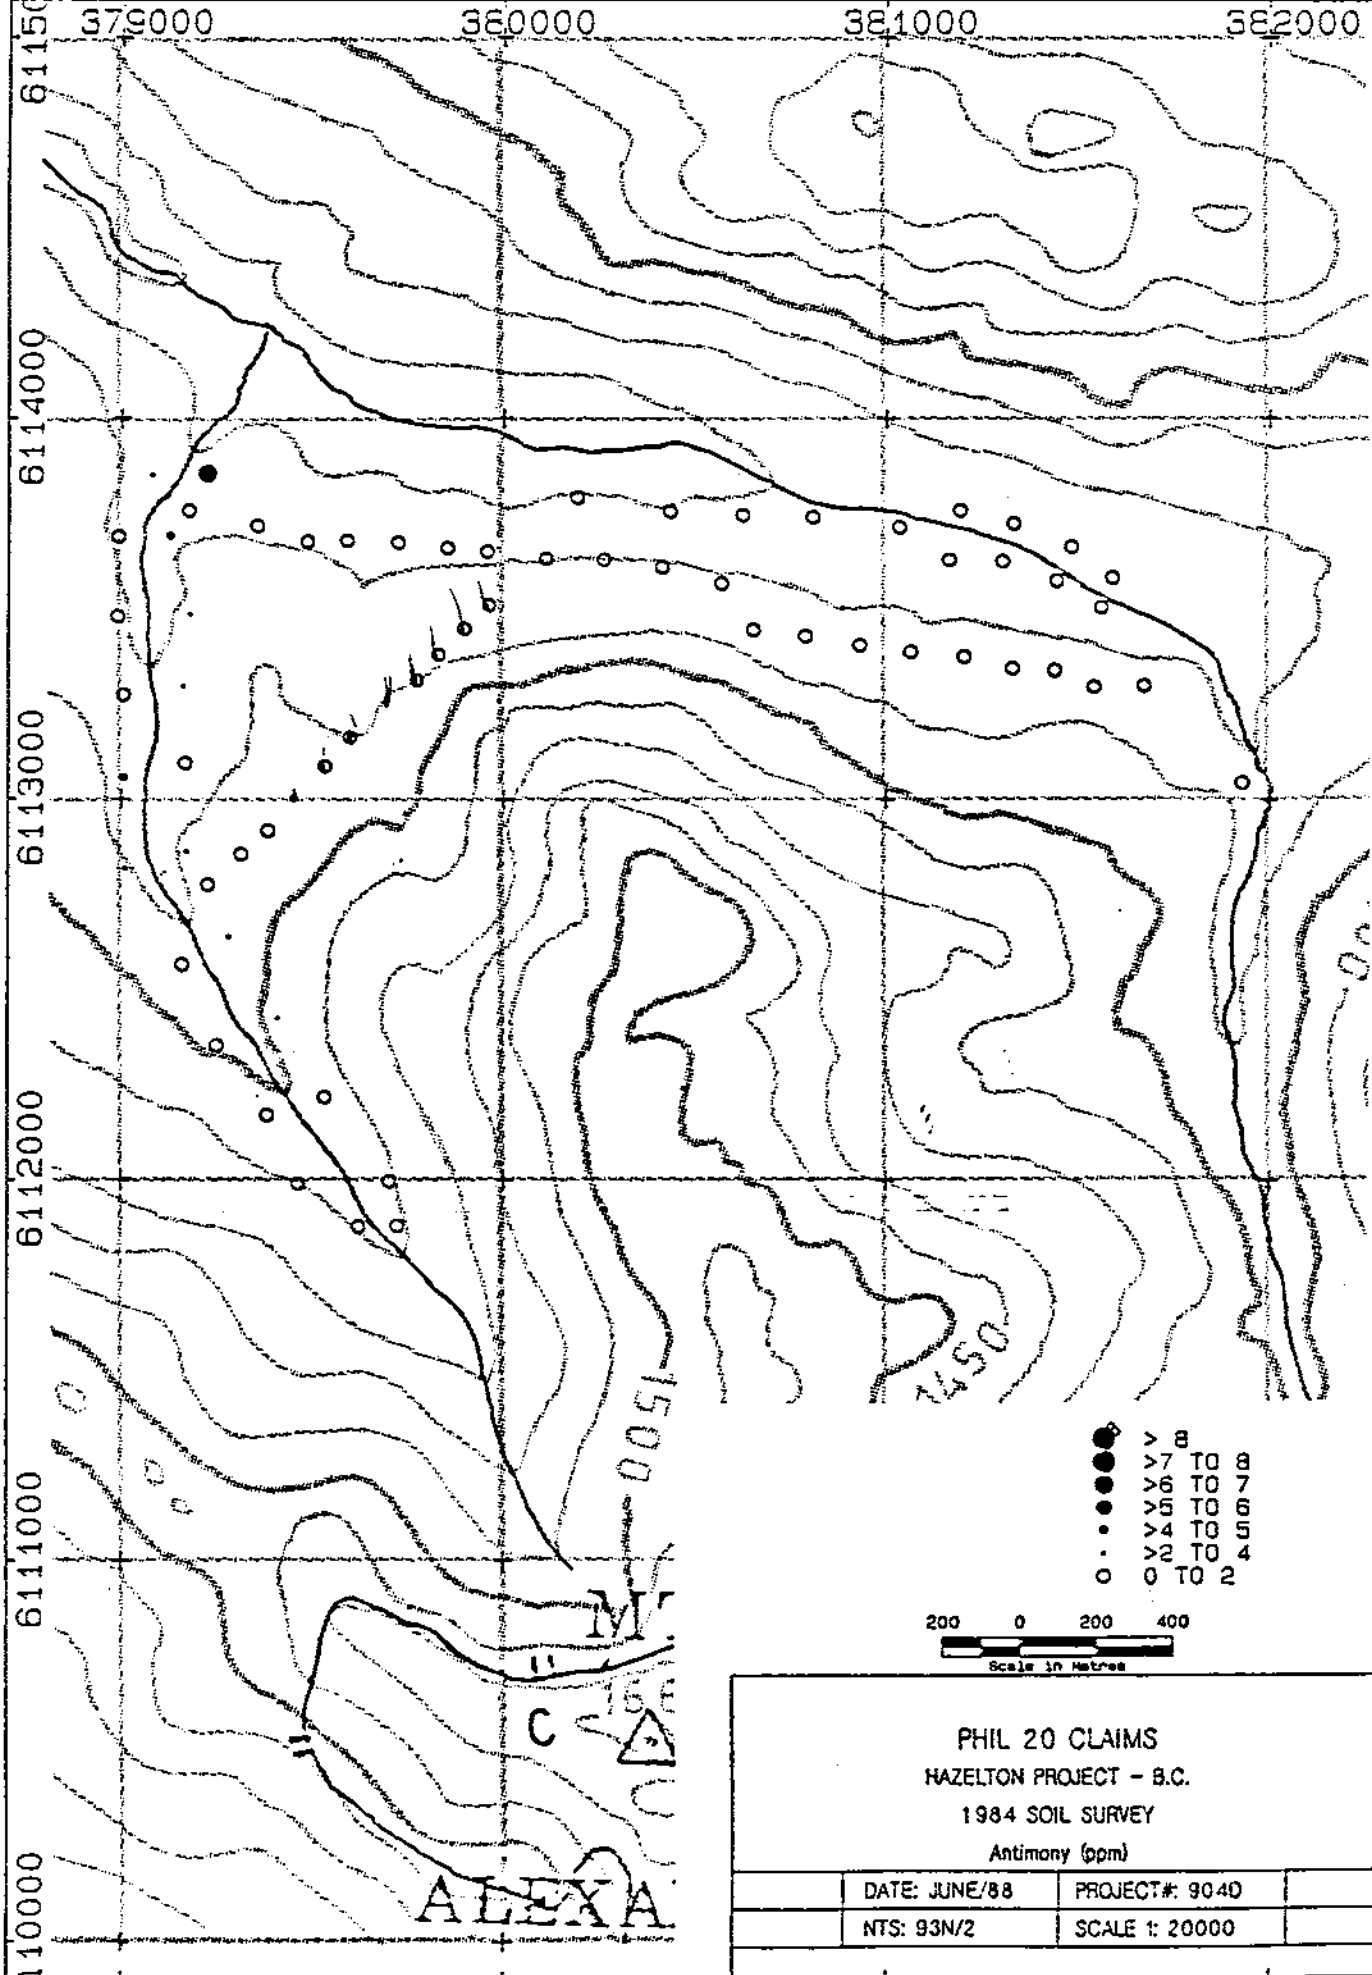 379000
380000
381000
382000
6114000
6113000
6112000
6111000
1450
1500
> 8
>7 TO 8
>6 TO 7
>5 TO 6
>4 TO 5
>2 TO 4
0 TO 2
200 0 200 400
Scale in Metres
C
ALEXA
PHIL 20 CLAIMS
HAZELTON PROJECT - B.C.
1984 SOIL SURVEY
Antimony (ppm)
DATE: JUNE/88
PROJECT#: 9040
NTS: 93N/2
SCALE 1: 20000